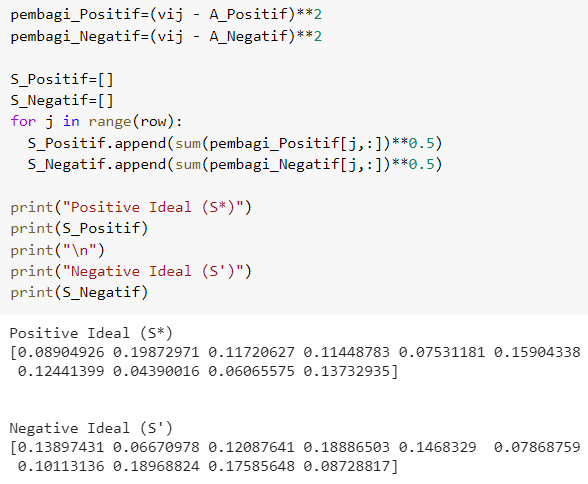 pembagi_Positif=(vij - A_Positif)**2
pembagi_Negatif=(vij - A_Negatif)**2

S_Positif=[]
S_Negatif=[]
for j in range(row):
  S_Positif.append(sum(pembagi_Positif[j,:])**0.5)
  S_Negatif.append(sum(pembagi_Negatif[j,:])**0.5)

print("Positive Ideal (S*)")
print(S_Positif)
print("\n")
print("Negative Ideal (S')")
print(S_Negatif)

Positive Ideal (S*)
[0.08904926 0.19872971 0.11720627 0.11448783 0.07531181 0.15904338
 0.12441399 0.04390016 0.06065575 0.13732935]

Negative Ideal (S')
[0.13897431 0.06670978 0.12087641 0.18886503 0.1468329  0.07868759
 0.10113136 0.18968824 0.17585648 0.08728817]